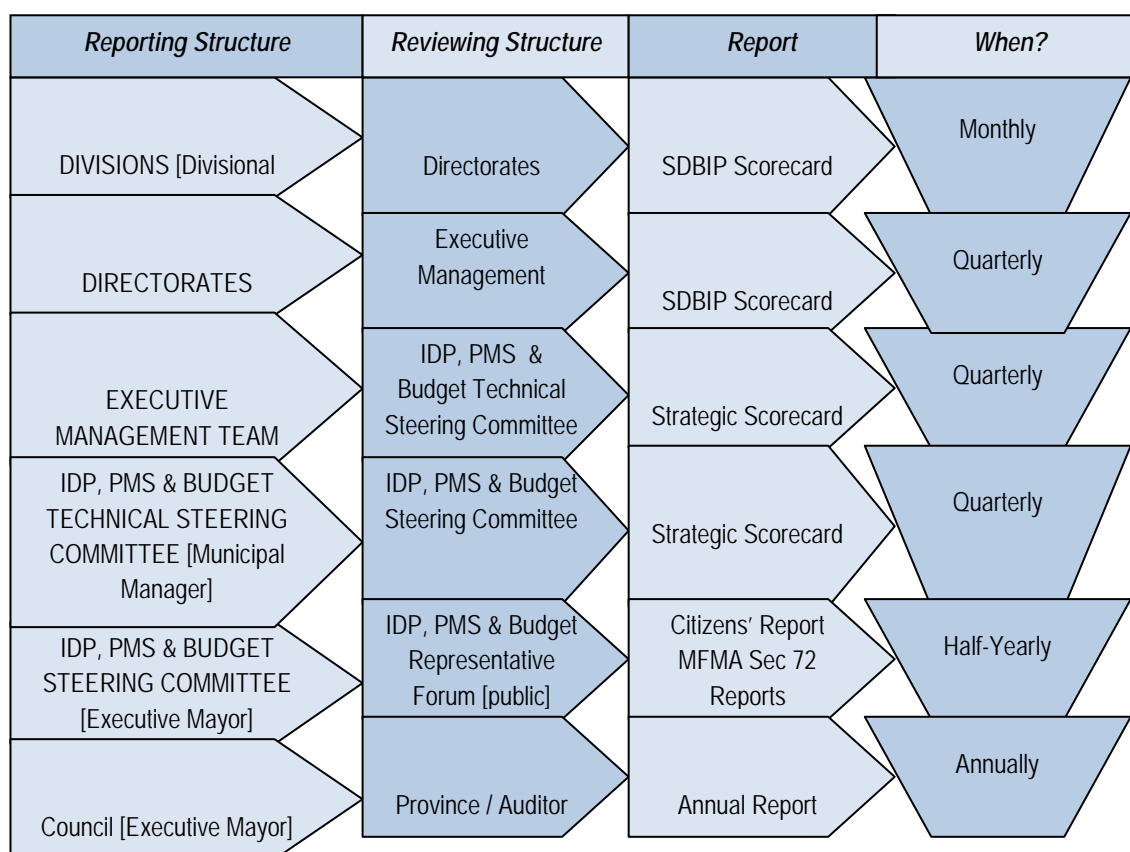 Reporting Structure
Reviewing Structure
Report
When?
DIVISIONS [Divisional
Directorates
SDBIP Scorecard
Monthly
DIRECTORATES
Executive
Management
SDBIP Scorecard
Quarterly
EXECUTIVE
MANAGEMENT TEAM
IDP, PMS &
Budget Technical
Steering Committee
Strategic Scorecard
Quarterly
IDP, PMS & BUDGET
TECHNICAL STEERING
COMMITTEE [Municipal
Manager]
IDP, PMS & Budget
Steering Committee
Strategic Scorecard
Quarterly
IDP, PMS & BUDGET
STEERING COMMITTEE
[Executive Mayor]
IDP, PMS & Budget
Representative
Forum [public]
Citizens’ Report
MFMA Sec 72
Reports
Half-Yearly
Council [Executive Mayor]
Province / Auditor
Annual Report
Annually